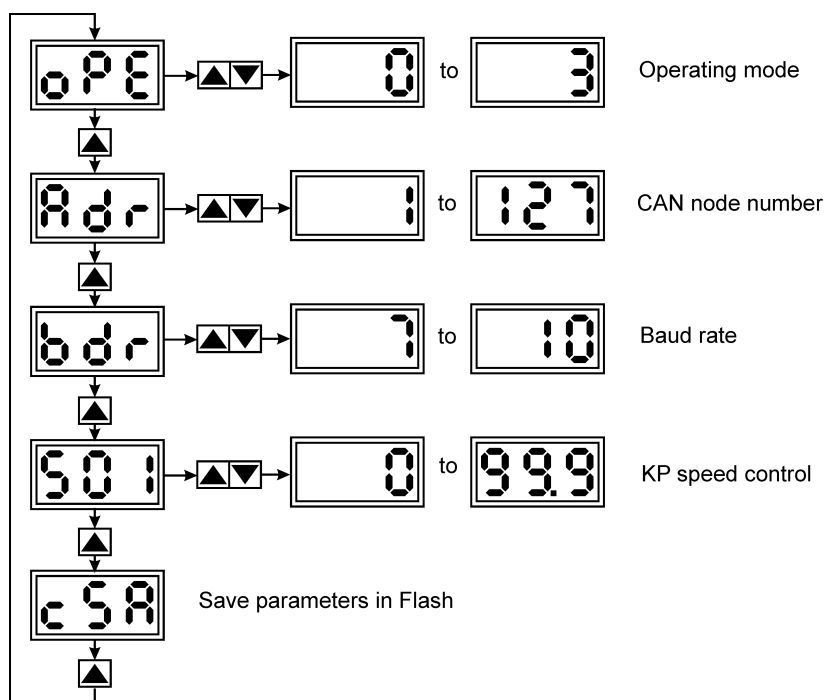 oPE 0 to 3 Operating mode
Adr 1 to 127 CAN node number
bdr 7 to 10 Baud rate
S01 0 to 99.9 KP speed control
cSA Save parameters in Flash